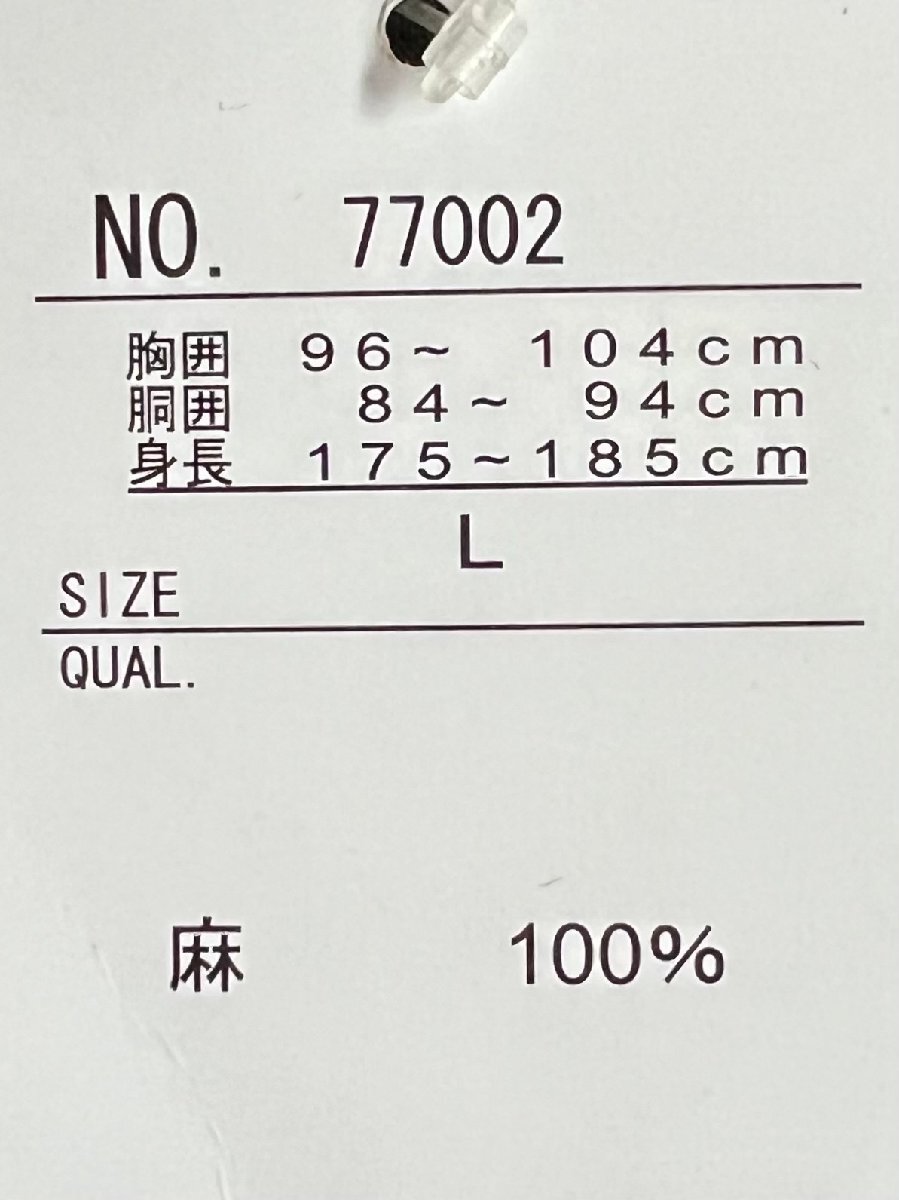 NO. 77002
胸囲 96~ 104cm
胴囲 84~ 94cm
身長 175~185cm
L
SIZE
QUAL.
麻 100%